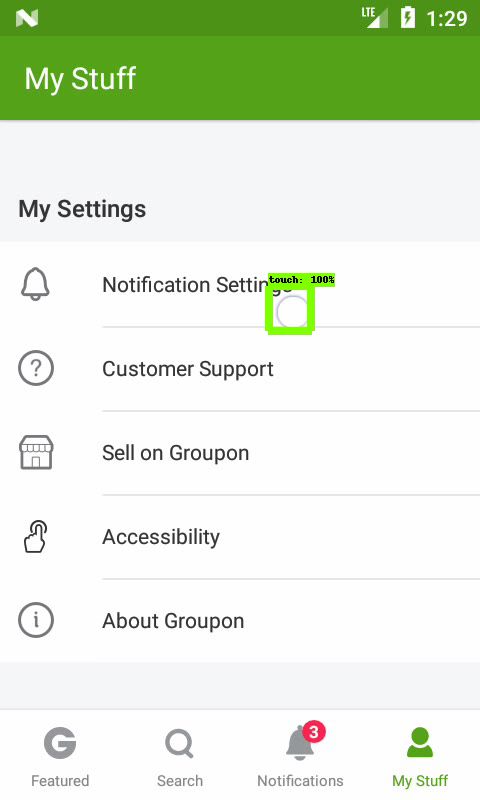 LTE 1:29
My Stuff
My Settings
touch: 100%
Notification Settings
Customer Support
Sell on Groupon
Accessibility
About Groupon
3
Featured Search Notifications My Stuff